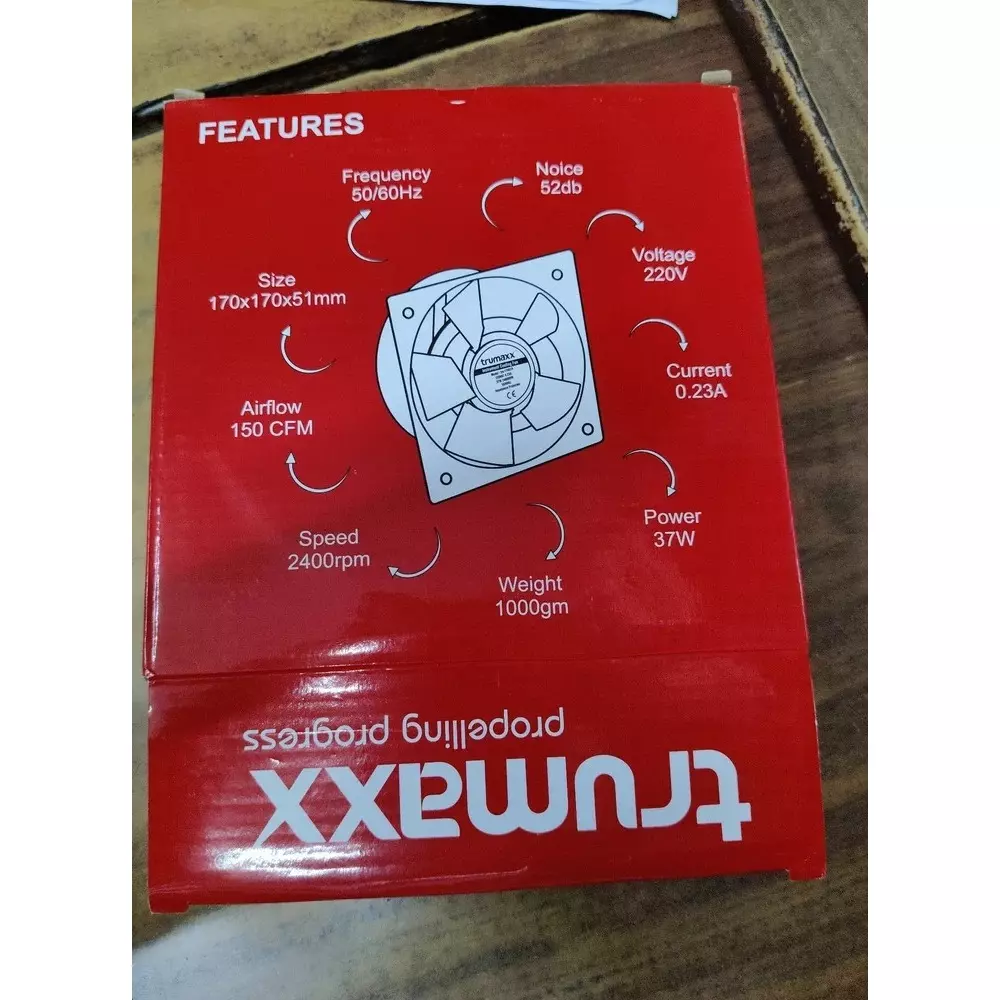 FEATURES
Frequency
50/60Hz
Noice
52db
Voltage
220V
Size
170x170x51mm
Current
0.23A
Airflow
150 CFM
Power
37W
Speed
2400rpm
Weight
1000gm
trumaxx
CE
trumaxx
propelling progress